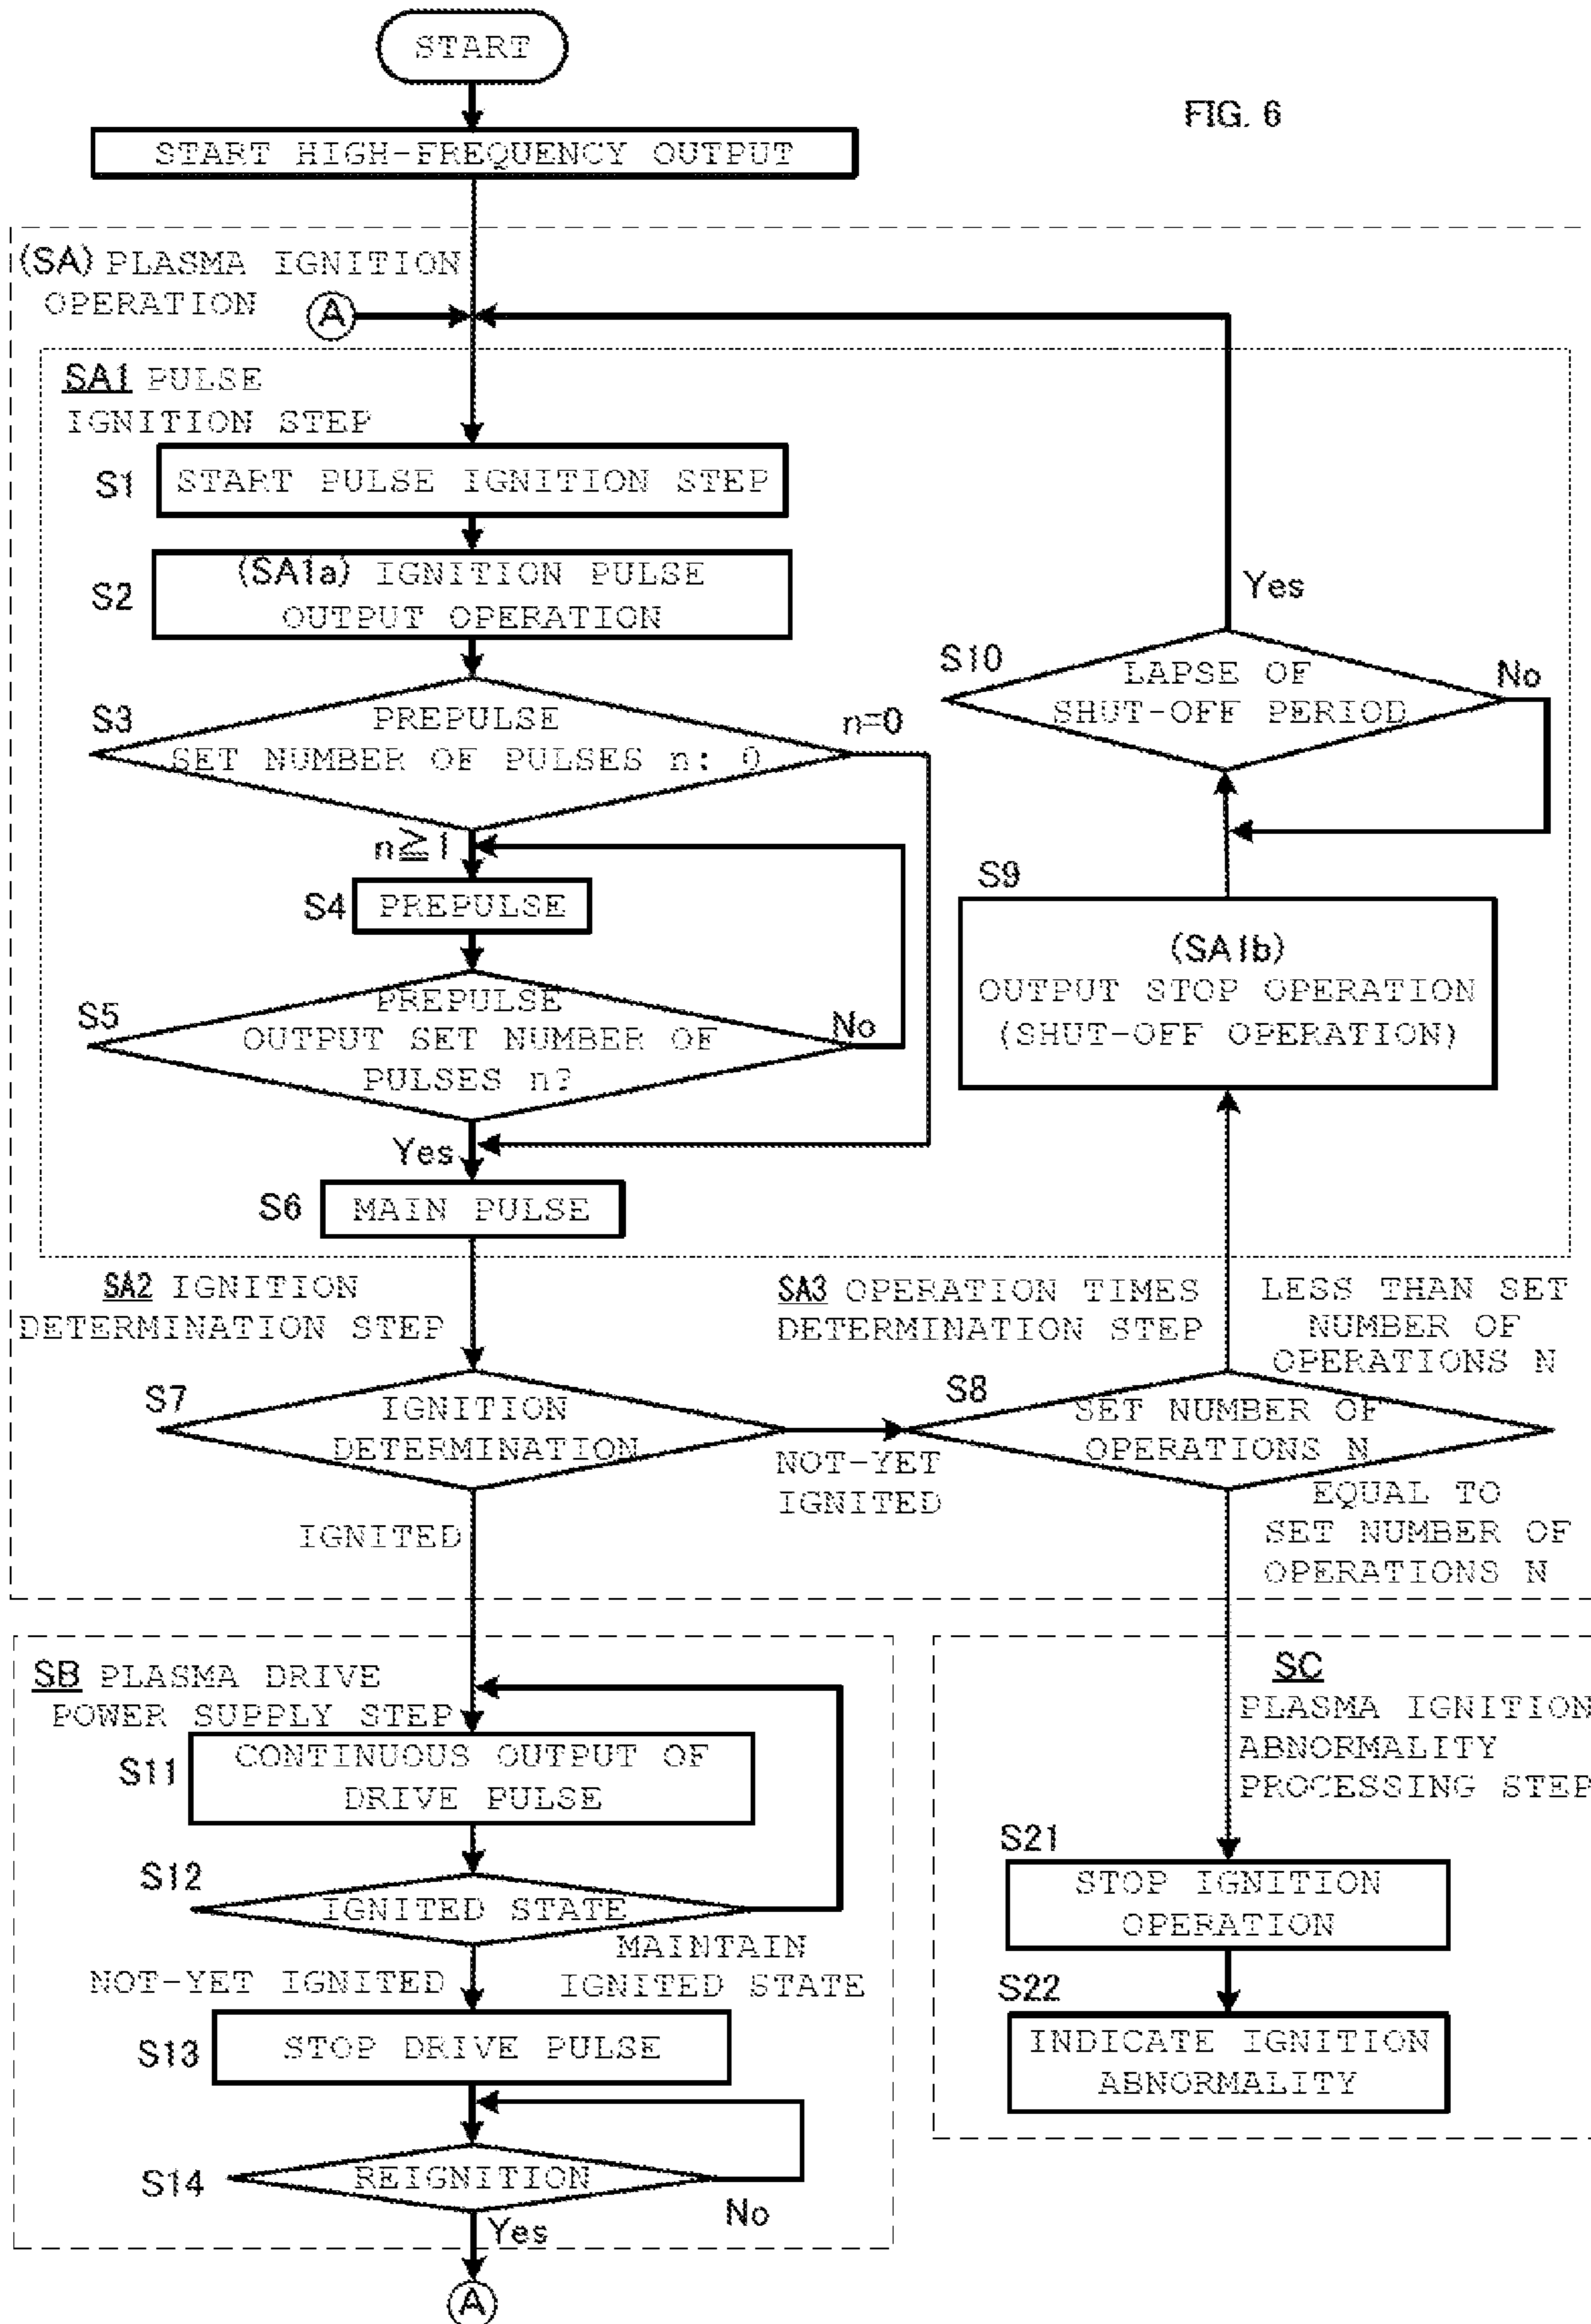 START
FIG. 6
START HIGH-FREQUENCY OUTPUT
(SA) PLASMA IGNITION
OPERATION
A
SA1 PULSE
IGNITION STEP
S1
START PULSE IGNITION STEP
S2
(SA1a) IGNITION PULSE
OUTPUT OPERATION
S3
PREPULSE
SET NUMBER OF PULSES n: 0
n=0
n≧1
S4
PREPULSE
S5
PREPULSE
OUTPUT SET NUMBER OF
PULSES n?
No
Yes
S6
MAIN PULSE
Yes
S10
LAPSE OF
SHUT-OFF PERIOD
No
S9
(SA1b)
OUTPUT STOP OPERATION
(SHUT-OFF OPERATION)
SA2 IGNITION
DETERMINATION STEP
SA3 OPERATION TIMES
DETERMINATION STEP
LESS THAN SET
NUMBER OF
OPERATIONS N
S7
IGNITION
DETERMINATION
NOT-YET
IGNITED
IGNITED
S8
SET NUMBER OF
OPERATIONS N
EQUAL TO
SET NUMBER OF
OPERATIONS N
SB PLASMA DRIVE
POWER SUPPLY STEP
S11
CONTINUOUS OUTPUT OF
DRIVE PULSE
S12
IGNITED STATE
MAINTAIN
IGNITED STATE
NOT-YET IGNITED
S13
STOP DRIVE PULSE
S14
REIGNITION
No
Yes
A
SC
PLASMA IGNITION
ABNORMALITY
PROCESSING STEP
S21
STOP IGNITION
OPERATION
S22
INDICATE IGNITION
ABNORMALITY